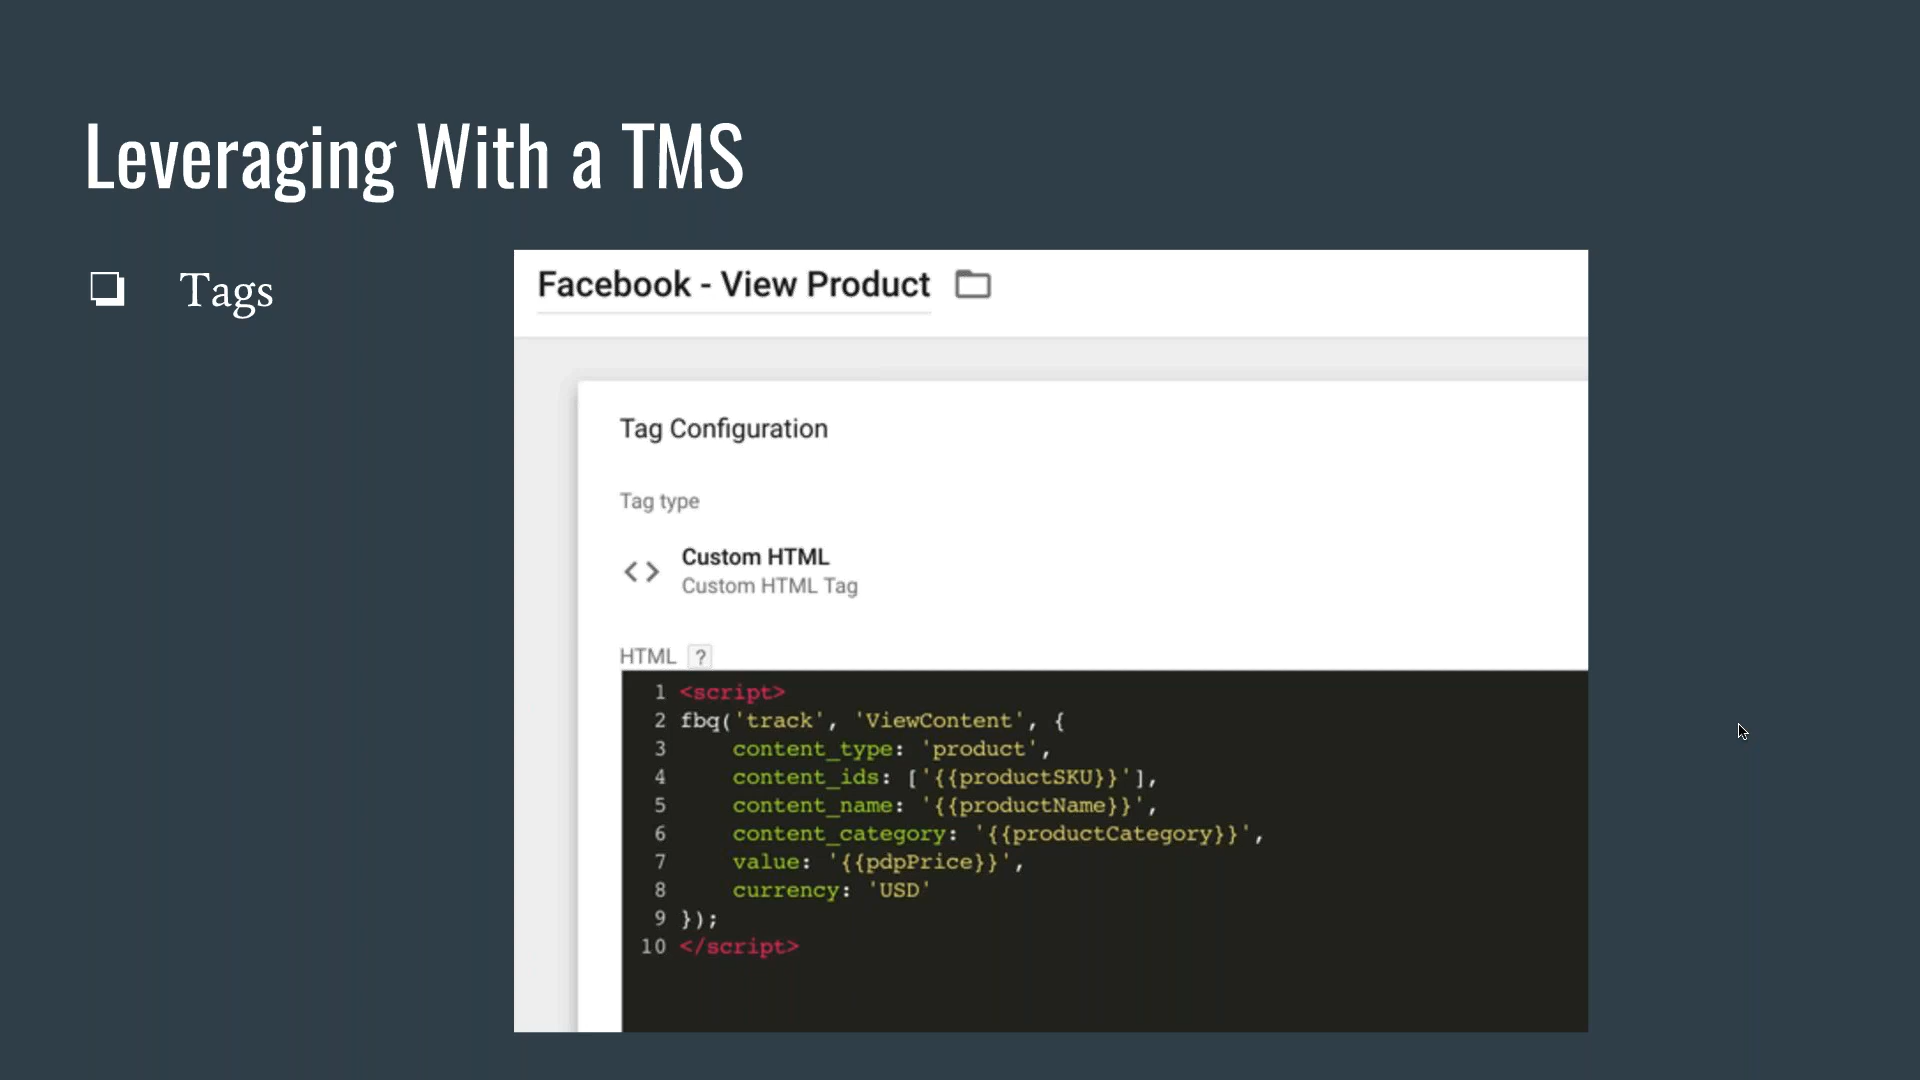 Leveraging With a TMS
Tags
Facebook - View Product
Tag Configuration
Tag type
Custom HTML
Custom HTML Tag
HTML ?
1 <script>
2 fbq('track', 'ViewContent', {
3     content_type: 'product',
4     content_ids: ['{{productSKU}}'],
5     content_name: '{{productName}}',
6     content_category: '{{productCategory}}',
7     value: '{{pdpPrice}}',
8     currency: 'USD'
9 });
10 </script>